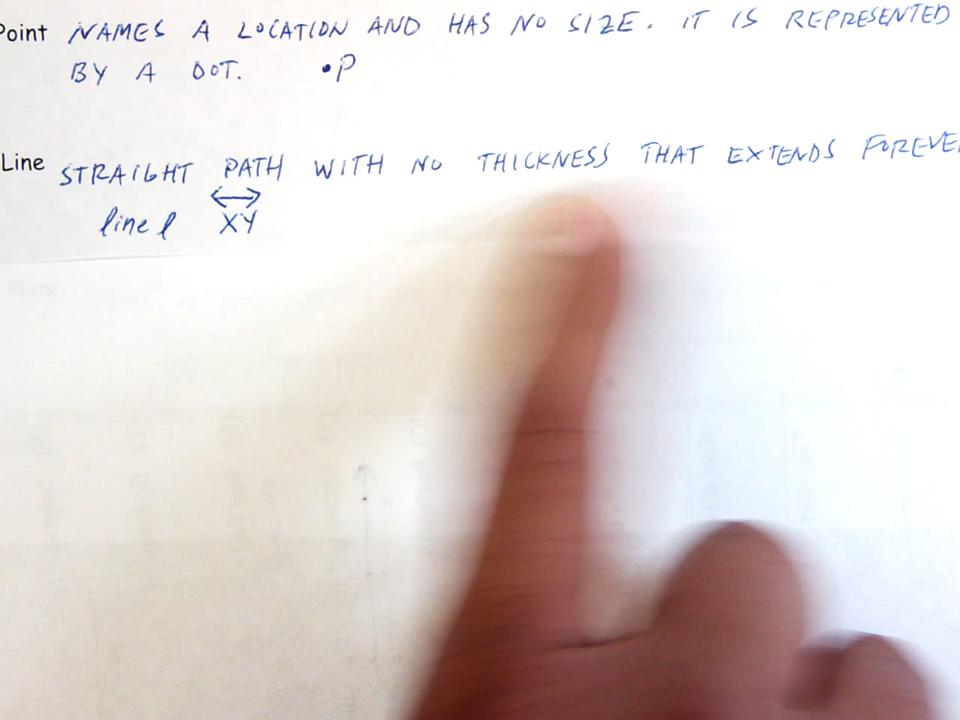 Point NAMES A LOCATION AND HAS NO SIZE. IT IS REPRESENTED
BY A DOT. •P
Line STRAIGHT PATH WITH NO THICKNESS THAT EXTENDS FOREVE
line l XY